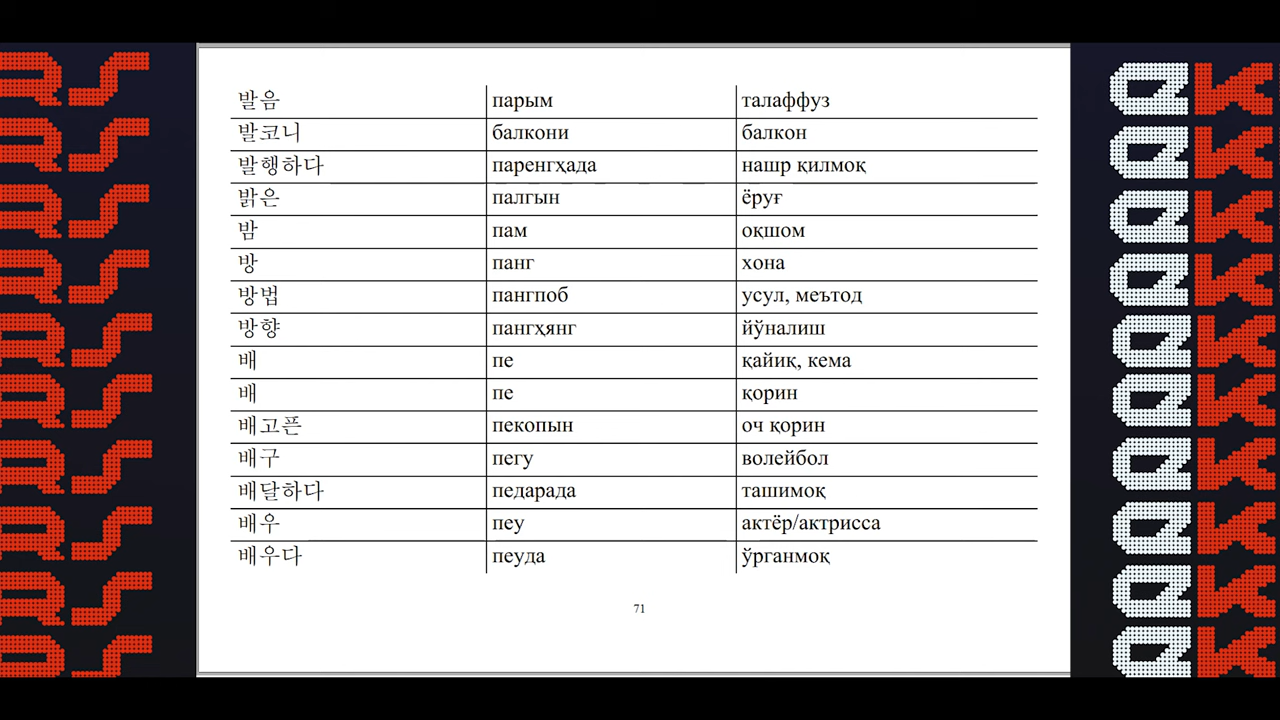 발음 парым талаффуз
발코니 балкони балкон
발행하다 паренгҳада нашр қилмоқ
밝은 палгын ёруғ
밤 пам оқшом
방 панг хона
방법 пангпоб усул, меътод
방향 пангҳянг йўналиш
배 пе қайиқ, кема
배 пе қорин
배고픈 пекопын оч қорин
배구 пегу волейбол
배달하다 педарада ташимоқ
배우 пеу актёр/актрисса
배우다 пеуда ўрганмоқ
71